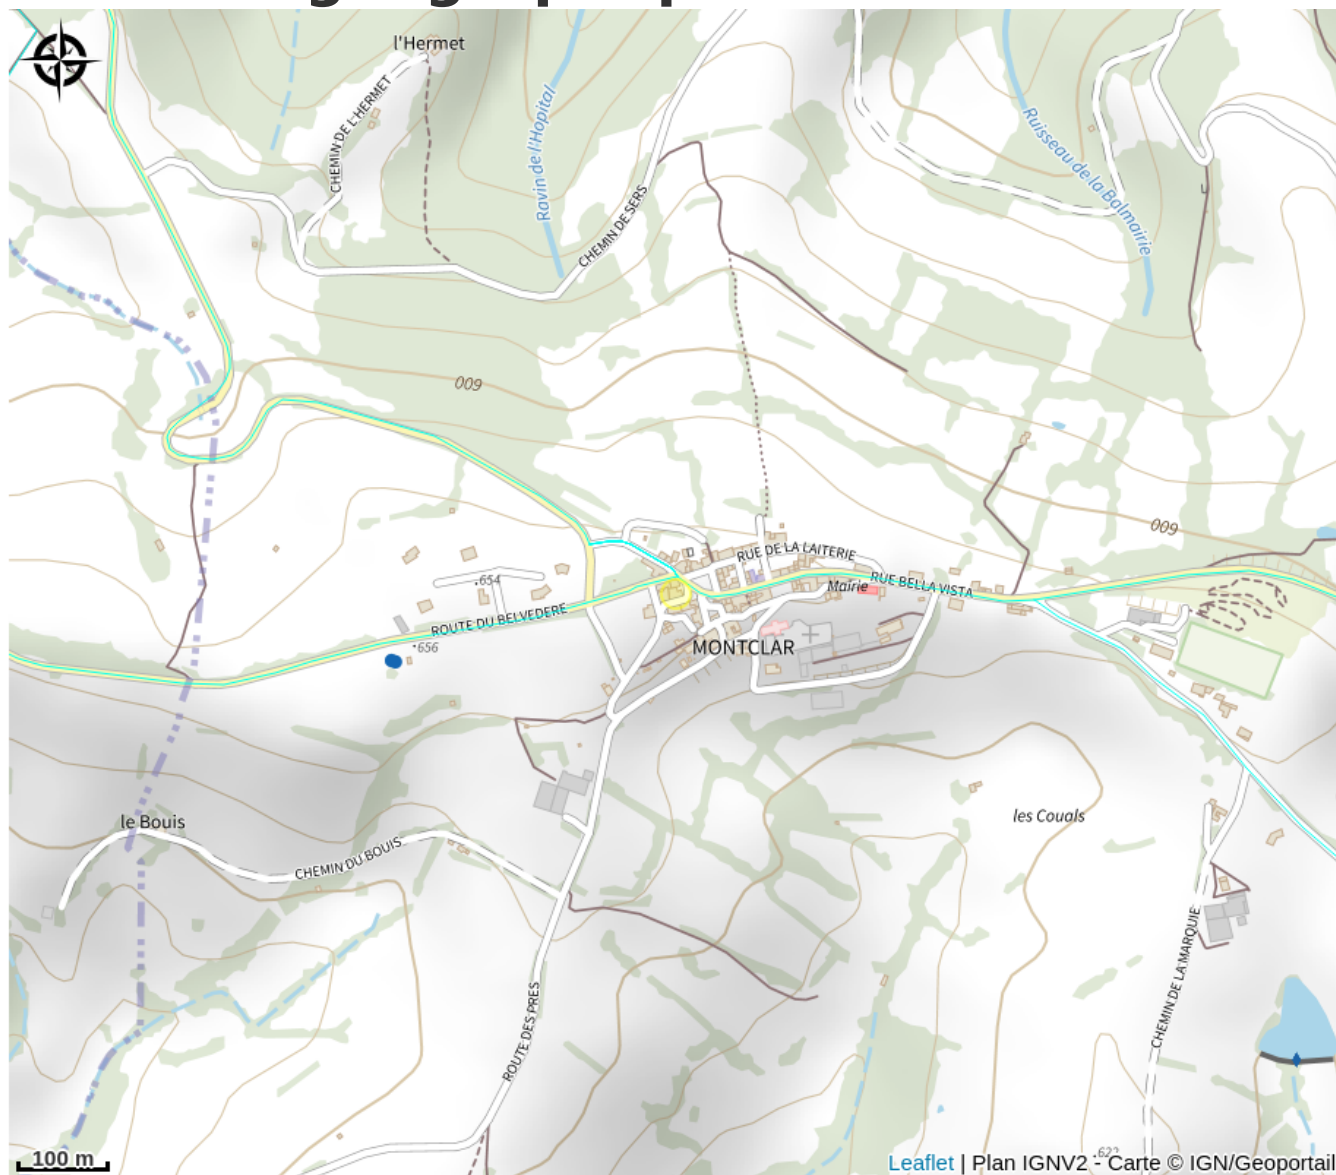 l'Hermet
CHEMIN DE L'HERMET
Ravin de l'Hopital
CHEMIN DE SERS
Ruisseau de la Balmairie
009
009
RUE DE LA LAITERIE
RUE BELLA VISTA
Mairie
654
ROUTE DU BELVEDERE
656
MONTCLAR
le Bouis
CHEMIN DU BOUIS
les Couals
ROUTE DES PRES
CHEMIN DE LA MARQUIE
100 m
622
Leaflet | Plan IGNV2 - Carte © IGN/Geoportail